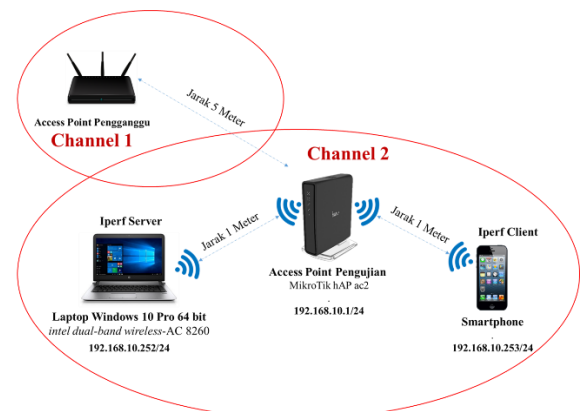 Jarak 5 Meter
Access Point Pengganggu
Channel 1
Channel 2
Iperf Server
Jarak 1 Meter
Jarak 1 Meter
Iperf Client
Access Point Pengujian
MikroTik hAP ac2
.
192.168.10.1/24
Laptop Windows 10 Pro 64 bit
intel dual-band wireless-AC 8260
192.168.10.252/24
Smartphone
.
192.168.10.253/24